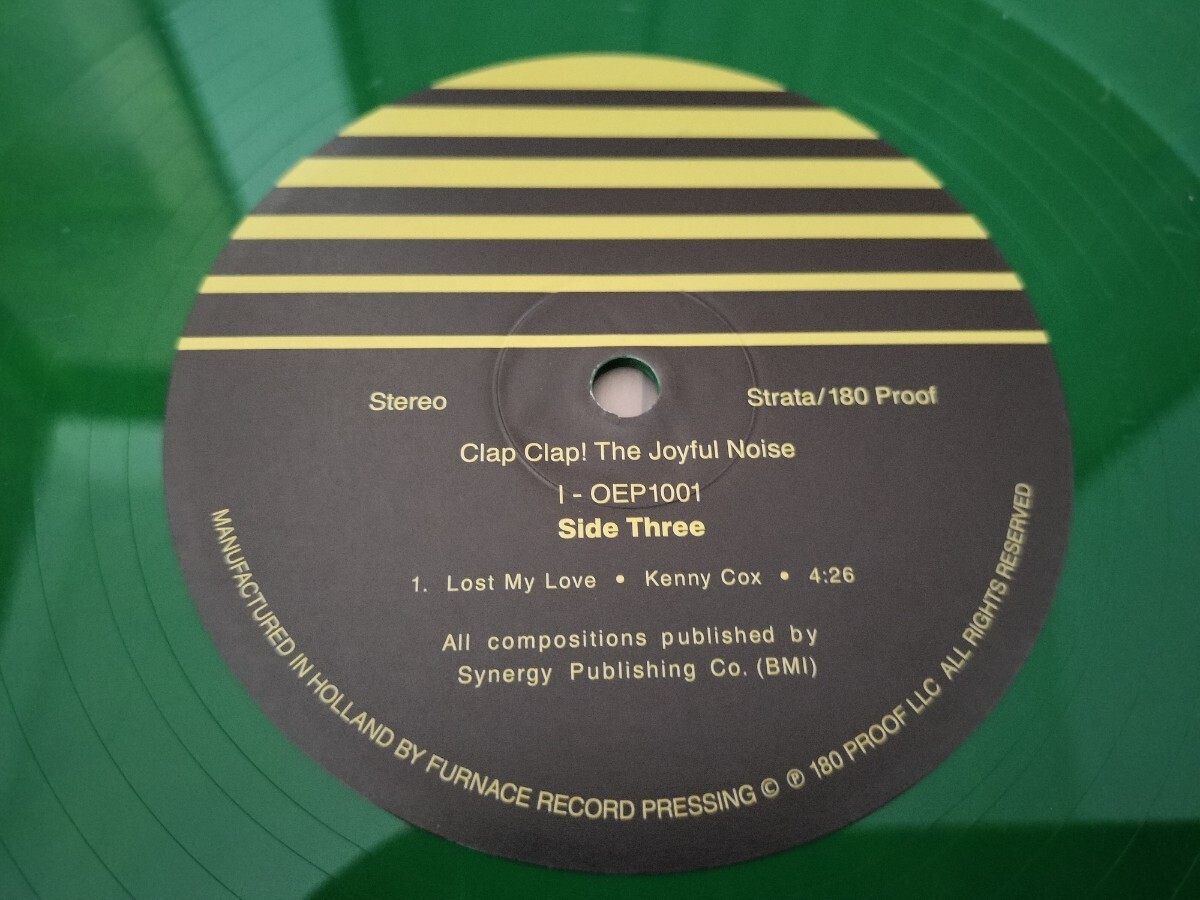 Stereo
Strata/180 Proof
Clap Clap! The Joyful Noise
I - OEP1001
Side Three
1. Lost My Love • Kenny Cox • 4:26
All compositions published by
Synergy Publishing Co. (BMI)
MANUFACTURED IN HOLLAND BY FURNACE RECORD PRESSING © ℗ 180 PROOF LLC ALL RIGHTS RESERVED